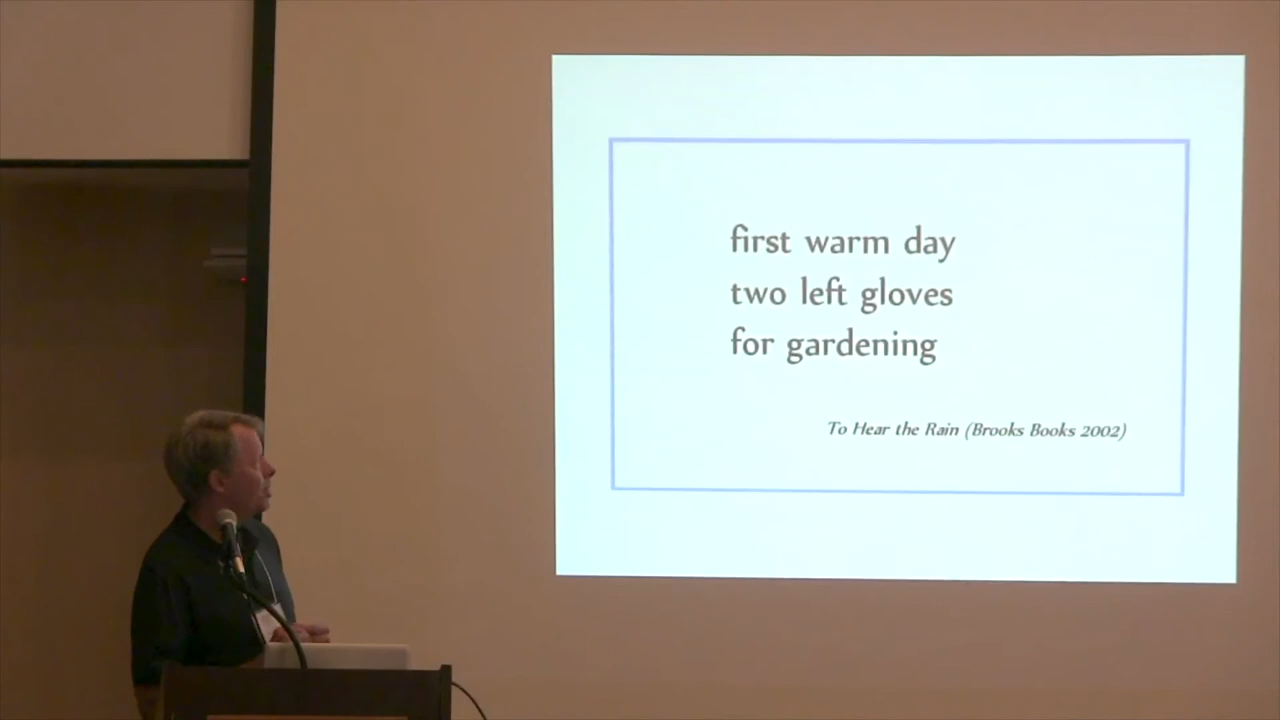 first warm day
two left gloves
for gardening
To Hear the Rain (Brooks Books 2002)